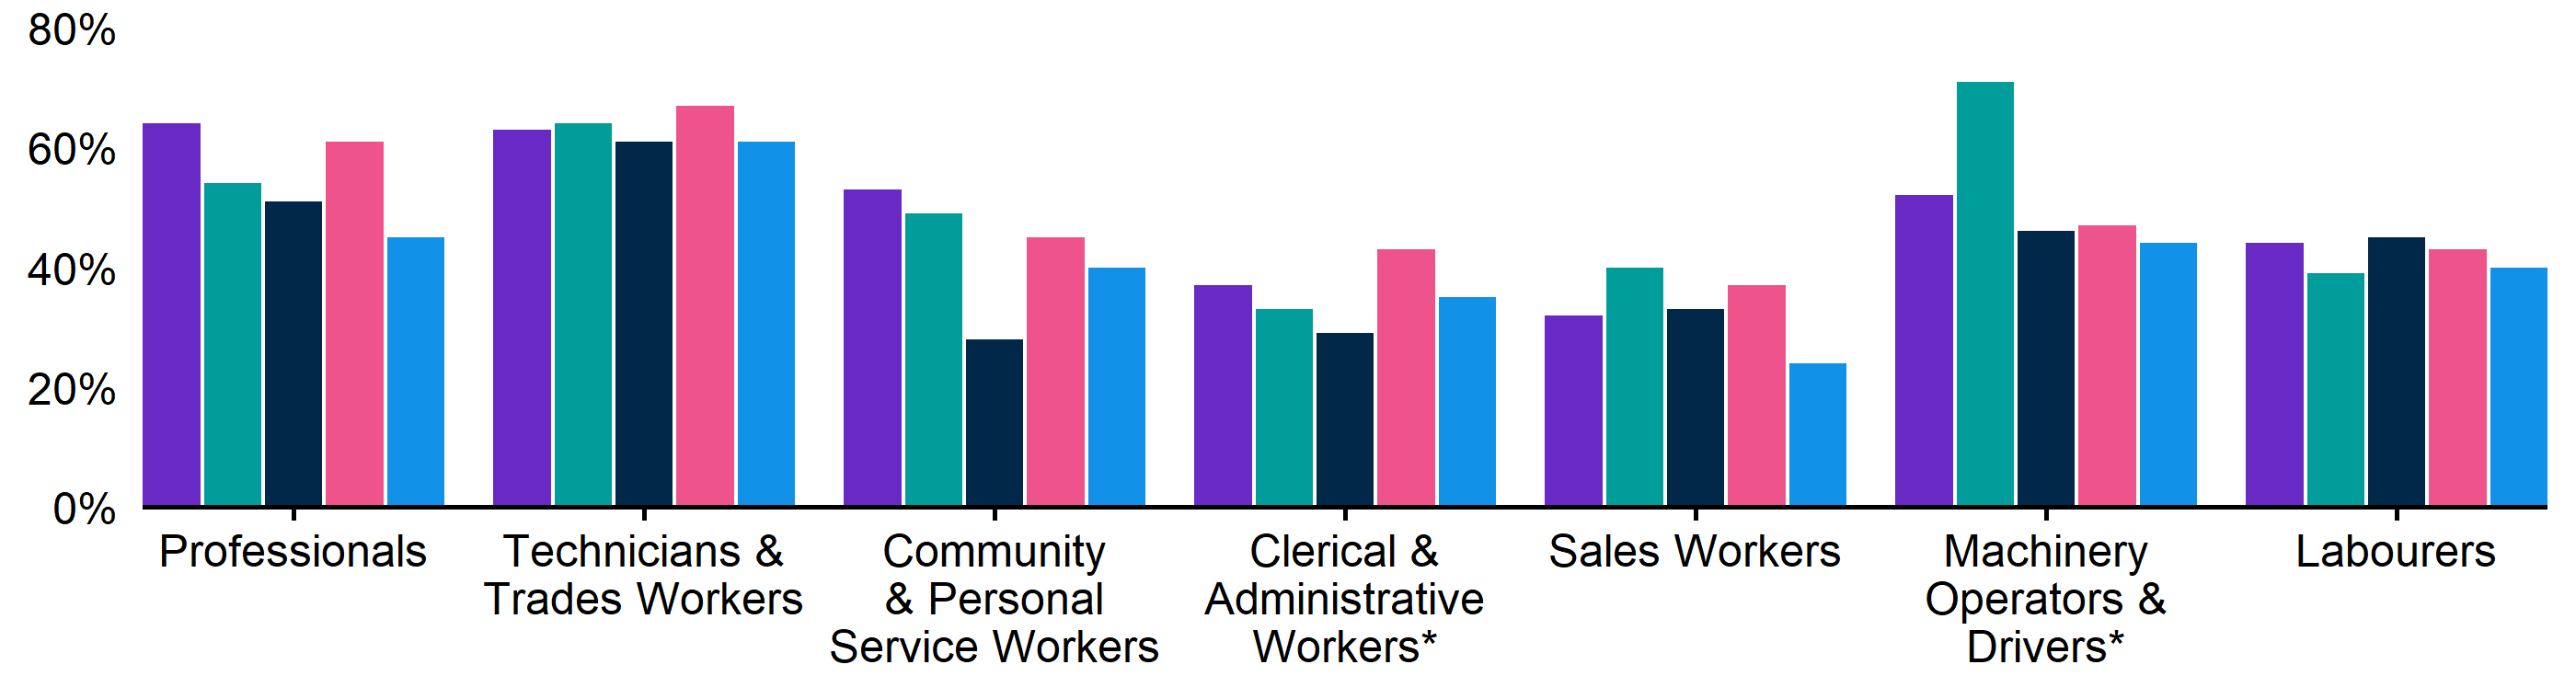 80%
60%
40%
20%
0%
Professionals
Technicians &
Trades Workers
Community
& Personal
Service Workers
Clerical &
Administrative
Workers*
Sales Workers
Machinery
Operators &
Drivers*
Labourers